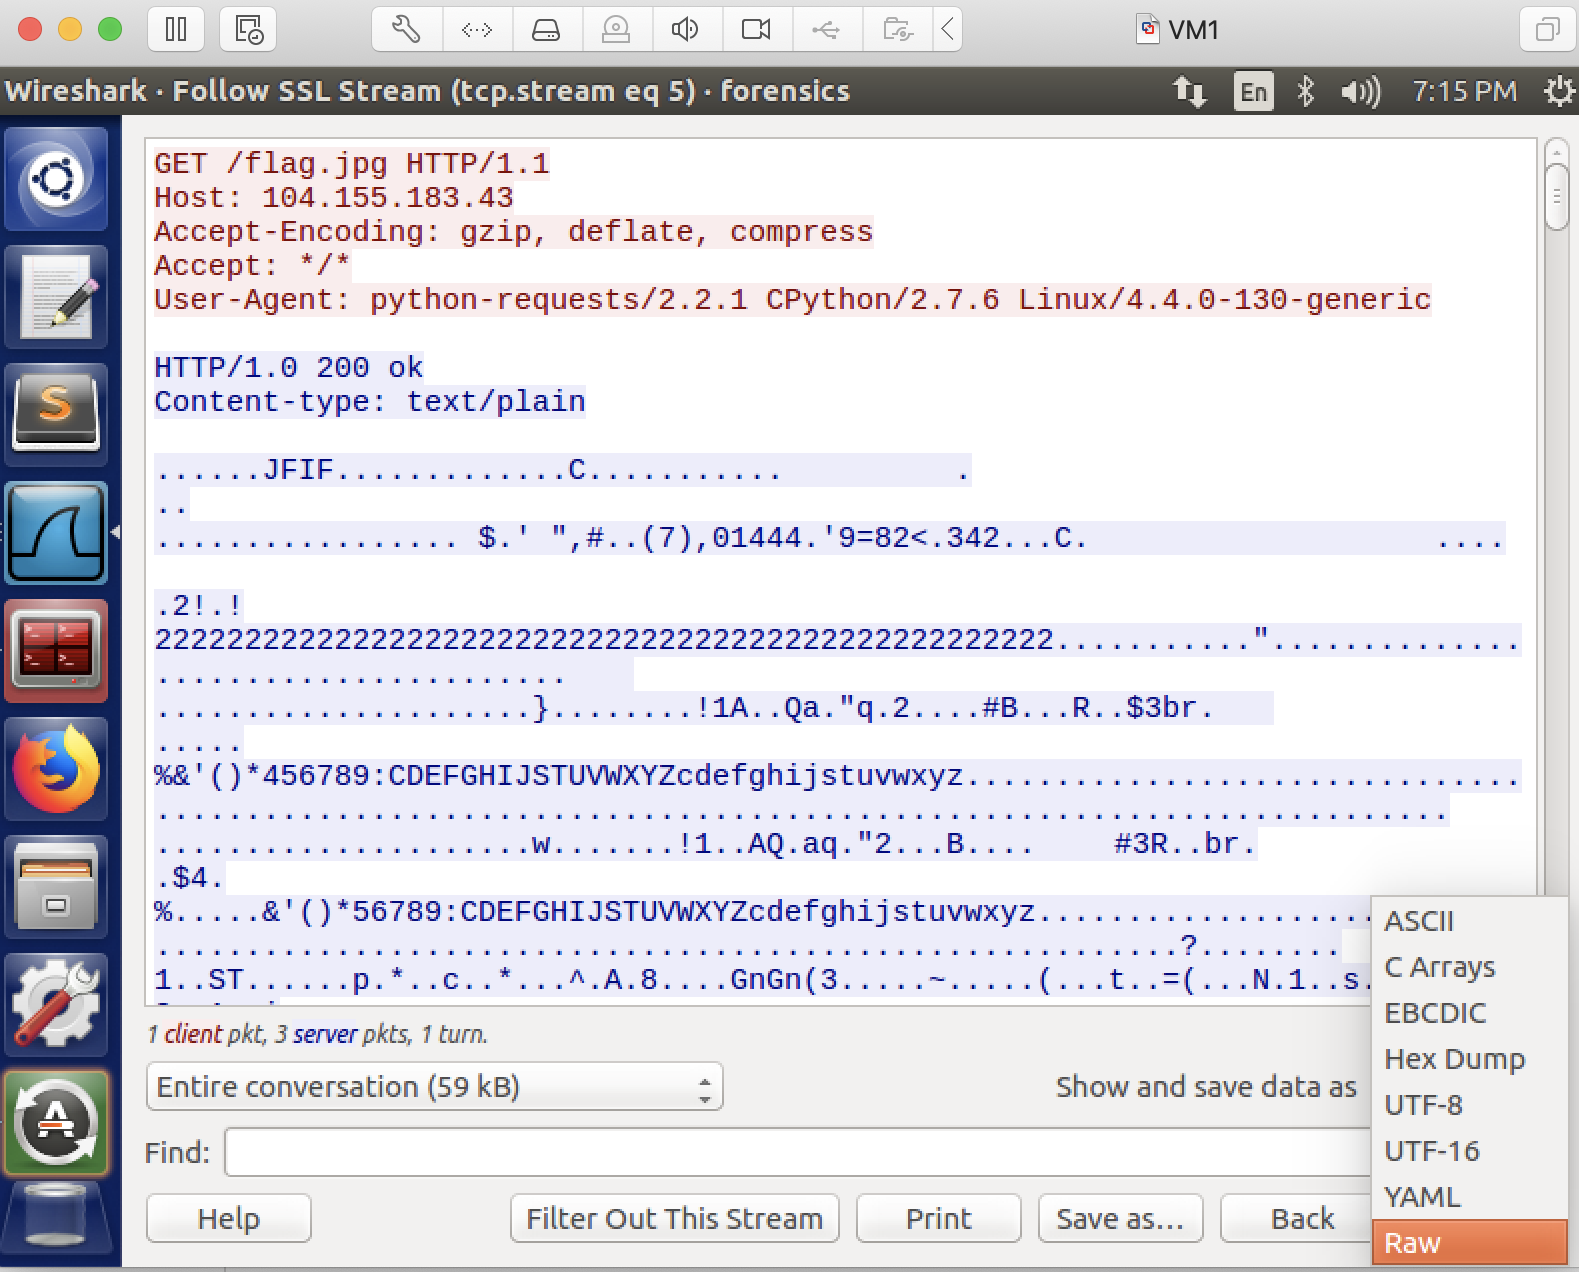 VM1
Wireshark · Follow SSL Stream (tcp.stream eq 5) · forensics
En
7:15 PM
GET /flag.jpg HTTP/1.1
Host: 104.155.183.43
Accept-Encoding: gzip, deflate, compress
Accept: */*
User-Agent: python-requests/2.2.1 CPython/2.7.6 Linux/4.4.0-130-generic
HTTP/1.0 200 ok
Content-type: text/plain
......JFIF.............C........... .
..
................. $.' ",#..(7),01444.'9=82<.342...C. ....
.2!.!
22222222222222222222222222222222222222222222222222...........".............. 
.......................
.....................}........!1A..Qa."q.2....#B...R..$3br.
.....
%&'()*456789:CDEFGHIJSTUVWXYZcdefghijstuvwxyz...............................
........................................................................
.....................w.......!1..AQ.aq."2...B.... #3R..br.
.$4.
%.....&'()*56789:CDEFGHIJSTUVWXYZcdefghijstuvwxyz...................
.........................................................?........
1..ST......p.*..c..*...^.A.8....GnGn(3.....~.....(...t..=(...N.1..s.
1 client pkt, 3 server pkts, 1 turn.
Entire conversation (59 kB)
Show and save data as
Find:
Help
Filter Out This Stream
Print
Save as…
Back
ASCII
C Arrays
EBCDIC
Hex Dump
UTF-8
UTF-16
YAML
Raw